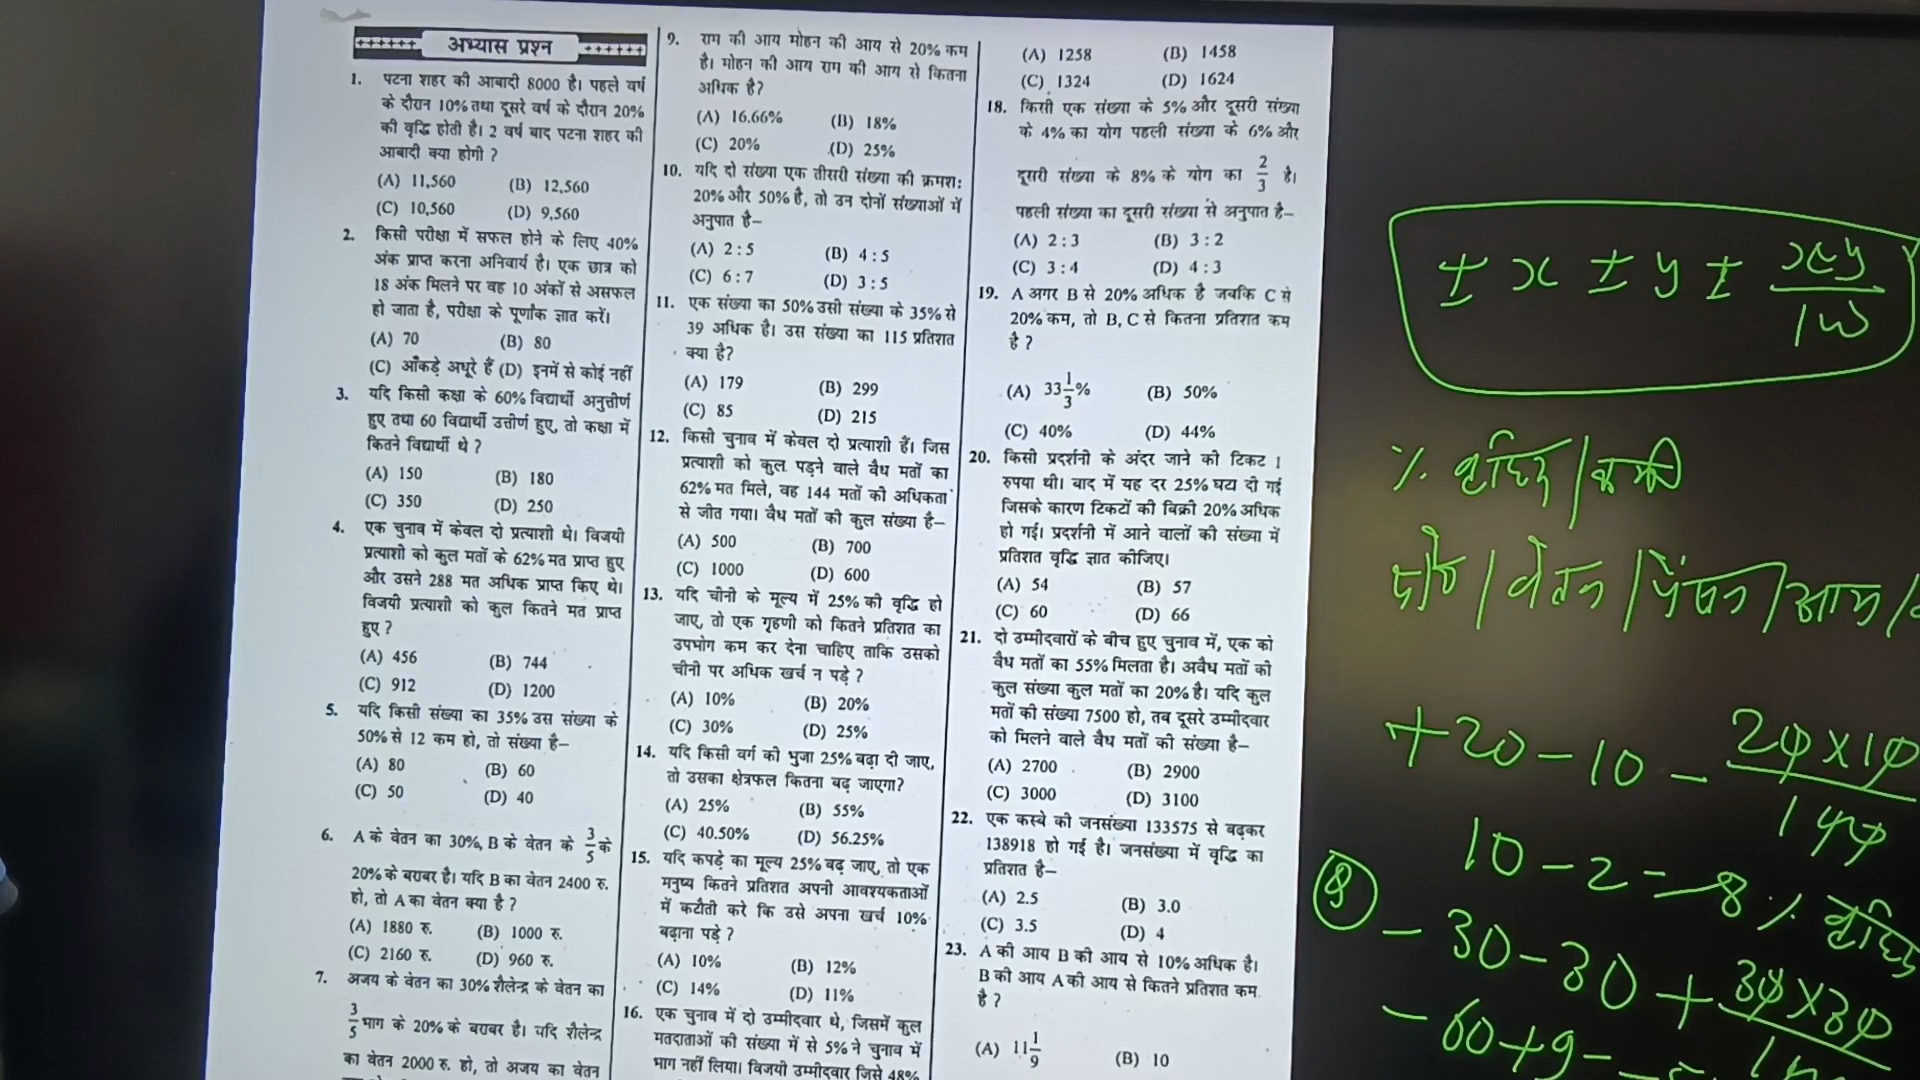 अभ्यास प्रश्न
1. पटना शहर की आबादी 8000 है। पहले वर्ष
के दौरान 10% तथा दूसरे वर्ष के दौरान 20%
की वृद्धि होती है। 2 वर्ष बाद पटना शहर की
आबादी क्या होगी ?
(A) 11,560 (B) 12,560
(C) 10,560 (D) 9,560
2. किसी परीक्षा में सफल होने के लिए 40%
अंक प्राप्त करना अनिवार्य है। एक छात्र को
18 अंक मिलने पर वह 10 अंकों से असफल
हो जाता है, परीक्षा के पूर्णांक ज्ञात करें।
(A) 70 (B) 80
(C) आँकड़े अधूरे हैं (D) इनमें से कोई नहीं
3. यदि किसी कक्षा के 60% विद्यार्थी अनुत्तीर्ण
हुए तथा 60 विद्यार्थी उत्तीर्ण हुए, तो कक्षा में
कितने विद्यार्थी थे ?
(A) 150 (B) 180
(C) 350 (D) 250
4. एक चुनाव में केवल दो प्रत्याशी थे। विजयी
प्रत्याशी को कुल मतों के 62% मत प्राप्त हुए
और उसने 288 मत अधिक प्राप्त किए थे।
विजयी प्रत्याशी को कुल कितने मत प्राप्त
हुए ?
(A) 456 (B) 744
(C) 912 (D) 1200
5. यदि किसी संख्या का 35% उस संख्या के
50% से 12 कम हो, तो संख्या है–
(A) 80 (B) 60
(C) 50 (D) 40
6. A के वेतन का 30%, B के वेतन के 3/5 के
20% के बराबर है। यदि B का वेतन 2400 रु.
हो, तो A का वेतन क्या है ?
(A) 1880 रु. (B) 1000 रु.
(C) 2160 रु. (D) 960 रु.
7. अजय के वेतन का 30% शैलेन्द्र के वेतन का
3/5 भाग के 20% के बराबर है। यदि शैलेन्द्र
का वेतन 2000 रु. हो, तो अजय का वेतन
9. राम की आय मोहन की आय से 20% कम
है। मोहन की आय राम की आय से कितना
अधिक है?
(A) 16.66% (B) 18%
(C) 20% (D) 25%
10. यदि दो संख्या एक तीसरी संख्या की क्रमशः
20% और 50% है, तो उन दोनों संख्याओं में
अनुपात है–
(A) 2 : 5 (B) 4 : 5
(C) 6 : 7 (D) 3 : 5
11. एक संख्या का 50% उसी संख्या के 35% से
39 अधिक है। उस संख्या का 115 प्रतिशत
क्या है?
(A) 179 (B) 299
(C) 85 (D) 215
12. किसी चुनाव में केवल दो प्रत्याशी हैं। जिस
प्रत्याशी को कुल पड़ने वाले वैध मतों का
62% मत मिले, वह 144 मतों की अधिकता
से जीत गया। वैध मतों की कुल संख्या है–
(A) 500 (B) 700
(C) 1000 (D) 600
13. यदि चीनी के मूल्य में 25% की वृद्धि हो
जाए, तो एक गृहणी को कितने प्रतिशत का
उपभोग कम कर देना चाहिए ताकि उसको
चीनी पर अधिक खर्च न पड़े ?
(A) 10% (B) 20%
(C) 30% (D) 25%
14. यदि किसी वर्ग की भुजा 25% बढ़ा दी जाए,
तो उसका क्षेत्रफल कितना बढ़ जाएगा?
(A) 25% (B) 55%
(C) 40.50% (D) 56.25%
15. यदि कपड़े का मूल्य 25% बढ़ जाए, तो एक
मनुष्य कितने प्रतिशत अपनी आवश्यकताओं
में कटौती करे कि उसे अपना खर्च 10%
बढ़ाना पड़े ?
(A) 10% (B) 12%
(C) 14% (D) 11%
16. एक चुनाव में दो उम्मीदवार थे, जिसमें कुल
मतदाताओं की संख्या में से 5% ने चुनाव में
भाग नहीं लिया। विजयी उम्मीदवार जिसे 48%
(A) 1258 (B) 1458
(C) 1324 (D) 1624
18. किसी एक संख्या के 5% और दूसरी संख्या
के 4% का योग पहली संख्या के 6% और
दूसरी संख्या के 8% के योग का 2/3 है।
पहली संख्या का दूसरी संख्या से अनुपात है–
(A) 2 : 3 (B) 3 : 2
(C) 3 : 4 (D) 4 : 3
19. A अगर B से 20% अधिक है जबकि C से
20% कम, तो B, C से कितना प्रतिशत कम
है ?
(A) 33 1/3% (B) 50%
(C) 40% (D) 44%
20. किसी प्रदर्शनी के अंदर जाने की टिकट 1
रुपया थी। बाद में यह दर 25% घटा दी गई
जिसके कारण टिकटों की बिक्री 20% अधिक
हो गई। प्रदर्शनी में आने वालों की संख्या में
प्रतिशत वृद्धि ज्ञात कीजिए।
(A) 54 (B) 57
(C) 60 (D) 66
21. दो उम्मीदवारों के बीच हुए चुनाव में, एक को
वैध मतों का 55% मिलता है। अवैध मतों की
कुल संख्या कुल मतों का 20% है। यदि कुल
मतों की संख्या 7500 हो, तब दूसरे उम्मीदवार
को मिलने वाले वैध मतों की संख्या है–
(A) 2700 (B) 2900
(C) 3000 (D) 3100
22. एक कस्बे की जनसंख्या 133575 से बढ़कर
138918 हो गई है। जनसंख्या में वृद्धि का
प्रतिशत है–
(A) 2.5 (B) 3.0
(C) 3.5 (D) 4
23. A की आय B की आय से 10% अधिक है।
B की आय A की आय से कितने प्रतिशत कम
है ?
(A) 11 1/9 (B) 10
± x ± y ± xxy/100
% वृद्धि / कमी
/ वेतन / पेंशन / आय /
+20 - 10 - 20x10/100
10 - 2 = 8 % वृद्धि
- 30 - 30 + 30x30/100
- 60 + 9 =